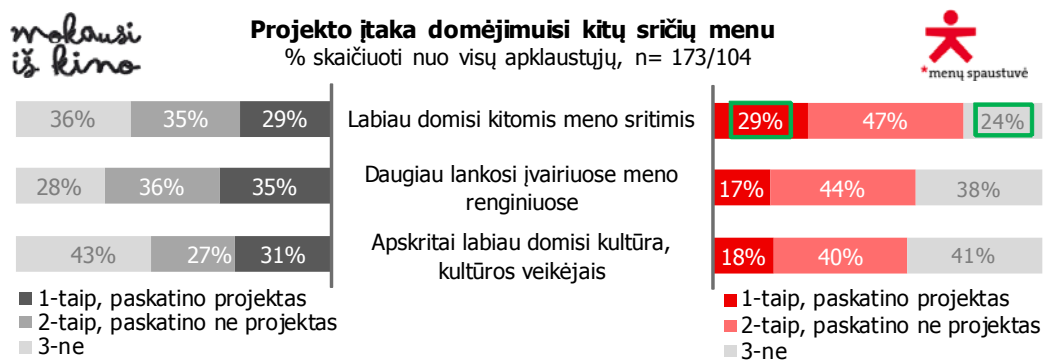 mokausi
iš kino
Projekto įtaka domėjimuisi kitų sričių menu
% skaičiuoti nuo visų apklaustųjų, n= 173/104
*menų spaustuvė
36% 35% 29% Labiau domisi kitomis meno sritimis 29% 47% 24%
28% 36% 35% Daugiau lankosi įvairiuose meno
renginiuose 17% 44% 38%
43% 27% 31% Apskritai labiau domisi kultūra,
kultūros veikėjais 18% 40% 41%
1-taip, paskatino projektas
2-taip, paskatino ne projektas
3-ne
1-taip, paskatino projektas
2-taip, paskatino ne projektas
3-ne